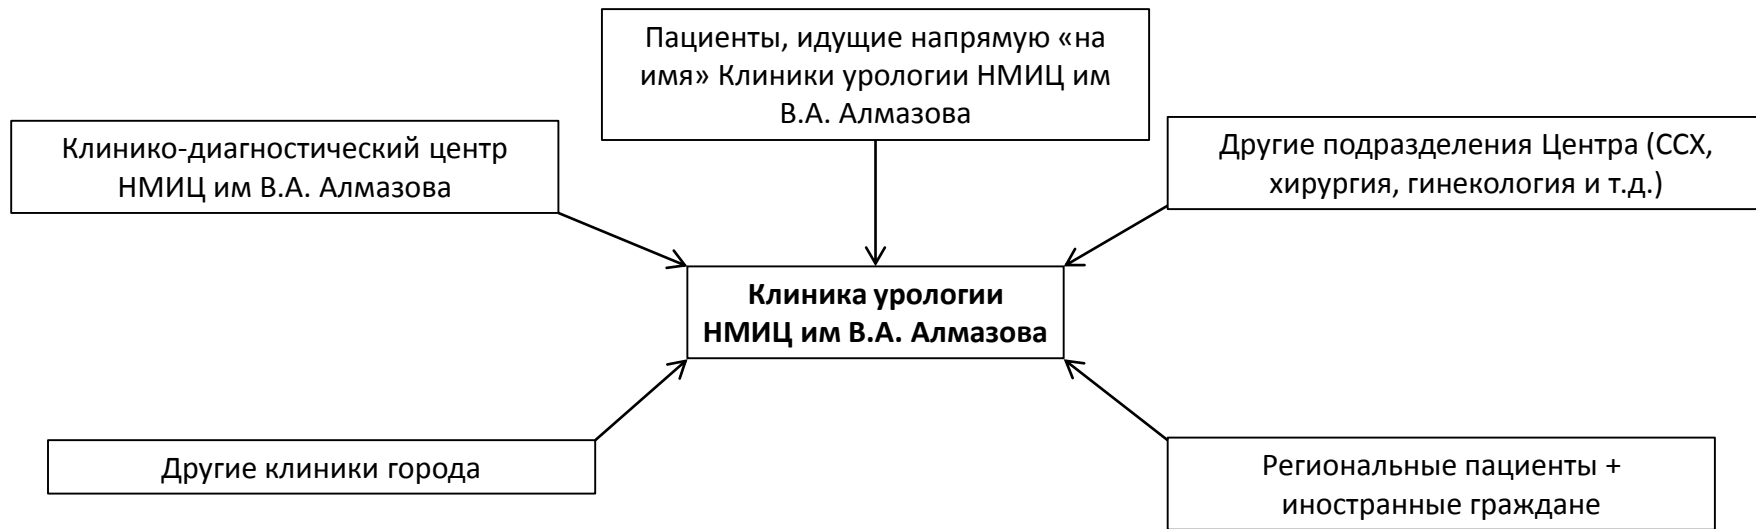 Пациенты, идущие напрямую «на
имя» Клиники урологии НМИЦ им
В.А. Алмазова
Клинико-диагностический центр
НМИЦ им В.А. Алмазова
Другие подразделения Центра (ССХ,
хирургия, гинекология и т.д.)
Клиника урологии
НМИЦ им В.А. Алмазова
Другие клиники города
Региональные пациенты +
иностранные граждане